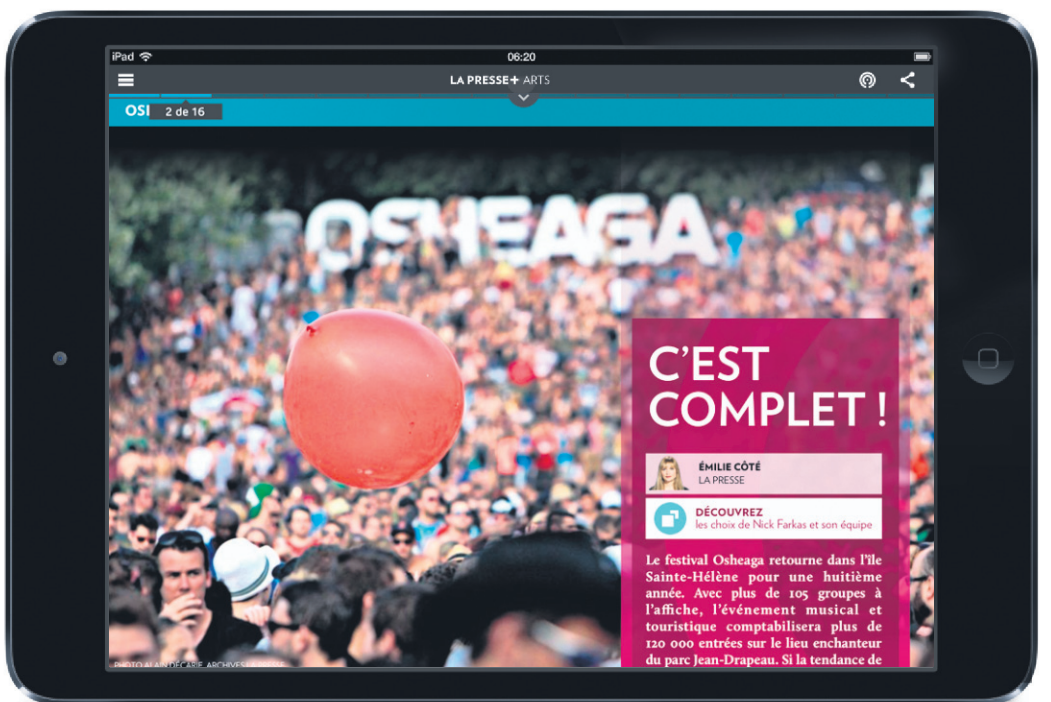 iPad
06:20
LA PRESSE+ ARTS
OSI
2 de 16
OSHEAGA
C'EST
COMPLET !
ÉMILIE CÔTÉ
LA PRESSE
DÉCOUVREZ
les choix de Nick Farkas et son équipe
Le festival Osheaga retourne dans l'île
Sainte-Hélène pour une huitième
année. Avec plus de 105 groupes à
l'affiche, l'événement musical et
touristique comptabilisera plus de
120 000 entrées sur le lieu enchanteur
du parc Jean-Drapeau. Si la tendance de
PHOTO ALAIN DÉCARIE, ARCHIVES LA PRESSE